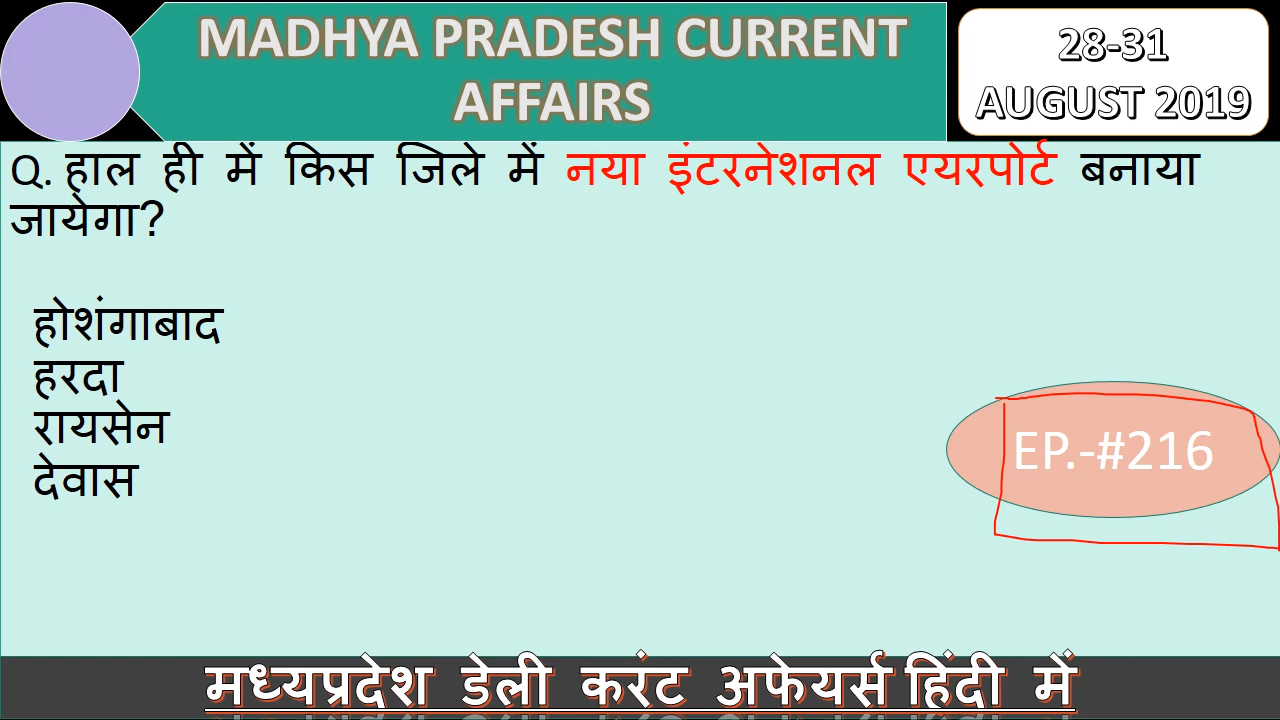 MADHYA PRADESH CURRENT
AFFAIRS
28-31
AUGUST 2019
Q. हाल ही में किस जिले में नया इंटरनेशनल एयरपोर्ट बनाया
जायेगा?
होशंगाबाद
हरदा
रायसेन
देवास
EP.-#216
मध्यप्रदेश डेली करंट अफेयर्स हिंदी में